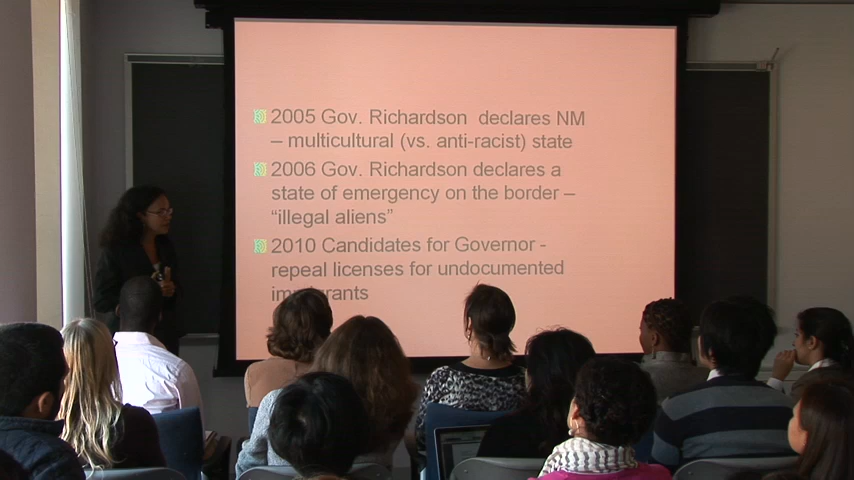 2005 Gov. Richardson declares NM
– multicultural (vs. anti-racist) state
2006 Gov. Richardson declares a
state of emergency on the border –
“illegal aliens”
2010 Candidates for Governor -
repeal licenses for undocumented
immigrants